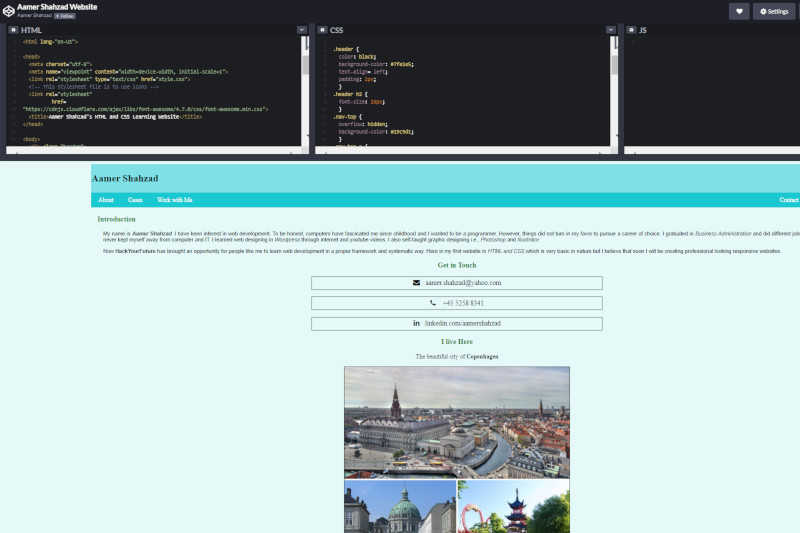 Aamer Shahzad Website
Aamer Shahzad + Follow
Settings
HTML
<html lang="en-US">
<head>
<meta charset="utf-8">
<meta name="viewpoint" content="width=device-width, initial-scale=1">
<link rel="stylesheet" type="text/css" href="style.css">
<!-- This stylesheet file is to use icons -->
<link rel="stylesheet"
href=
"https://cdnjs.cloudflare.com/ajax/libs/font-awesome/4.7.0/css/font-awesome.min.css">
<title>Aamer Shahzad's HTML and CSS Learning Website</title>
</head>
<body>
CSS
.header {
color: black;
background-color: #7fe1e5;
text-align: left;
padding: 1px;
}
.header h2 {
font-size: 20px;
}
.nav-top {
overflow: hidden;
background-color: #19c9d1;
}
JS
Aamer Shahzad
About Cases Work with Me Contact
Introduction
My name is Aamer Shahzad. I have keen interest in web development. To be honest, computers have fascinated me since childhood and I wanted to be a programmer. However, things did not turn in my favor to pursue a career of choice. I gratuated in Business Administration and did different job
never kept myself away from computer and IT. I learned web designing in Wordpress through internet and youtube videos. I also self-taught graphic designing i.e., Photoshop and Illustrator.
Now HackYourFuture has brought an opportunity for people like me to learn web development in a proper framework and systematic way. Here is my first website in HTML and CSS which is very basic in nature but I believe that soon I will be creating professional looking responsive websites.
Get in Touch
aamer.shahzad@yahoo.com
+45 5258 8341
linkedin.com/aamershahzad
I live Here
The beautiful city of Copenhagen